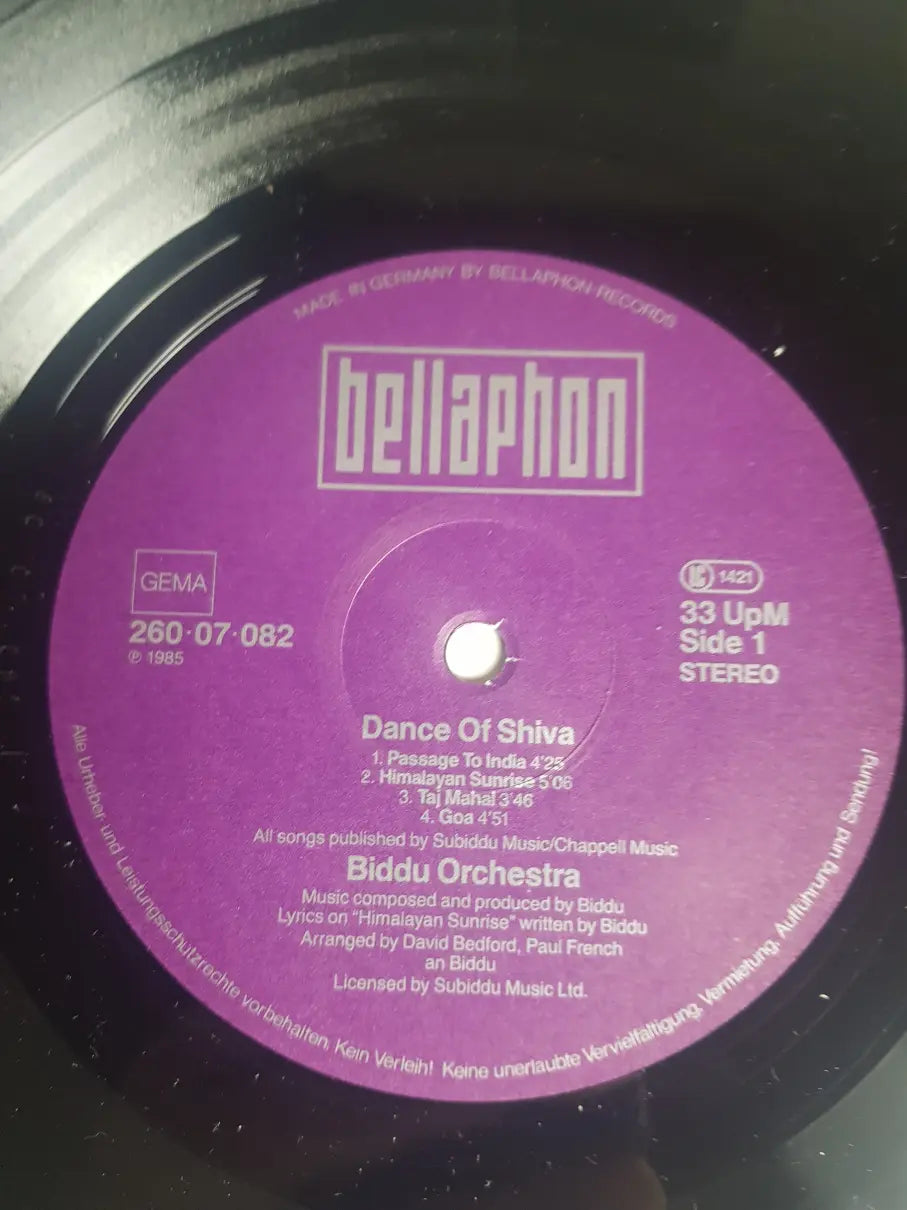 MADE IN GERMANY BY BELLAPHON RECORDS
bellaphon
GEMA
260·07·082
℗ 1985
LC 1421
33 UpM
Side 1
STEREO
Dance Of Shiva
1. Passage To India 4'25
2. Himalayan Sunrise 5'06
3. Taj Mahal 3'46
4. Goa 4'51
All songs published by Subiddu Music/Chappell Music
Biddu Orchestra
Music composed and produced by Biddu
Lyrics on "Himalayan Sunrise" written by Biddu
Arranged by David Bedford, Paul French
an Biddu
Licensed by Subiddu Music Ltd.
Alle Urheber- und Leistungsschutzrechte vorbehalten. Kein Verleih! Keine unerlaubte Vervielfältigung, Vermietung, Aufführung und Sendung!